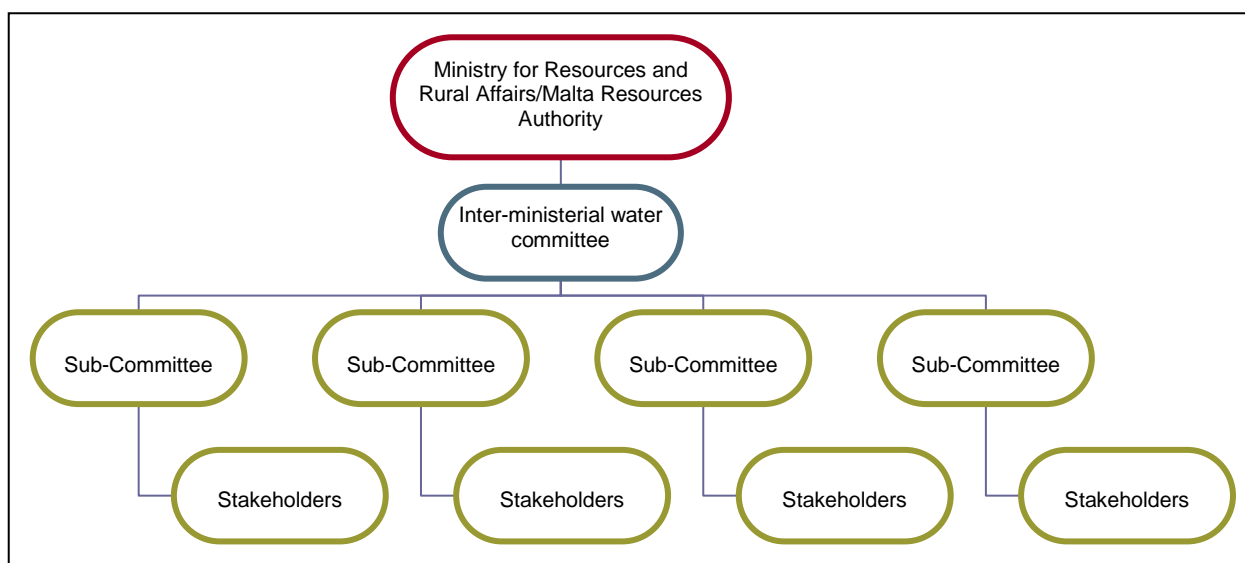 Ministry for Resources and
Rural Affairs/Malta Resources
Authority
Inter-ministerial water
committee
Sub-Committee
Sub-Committee
Sub-Committee
Sub-Committee
Stakeholders
Stakeholders
Stakeholders
Stakeholders